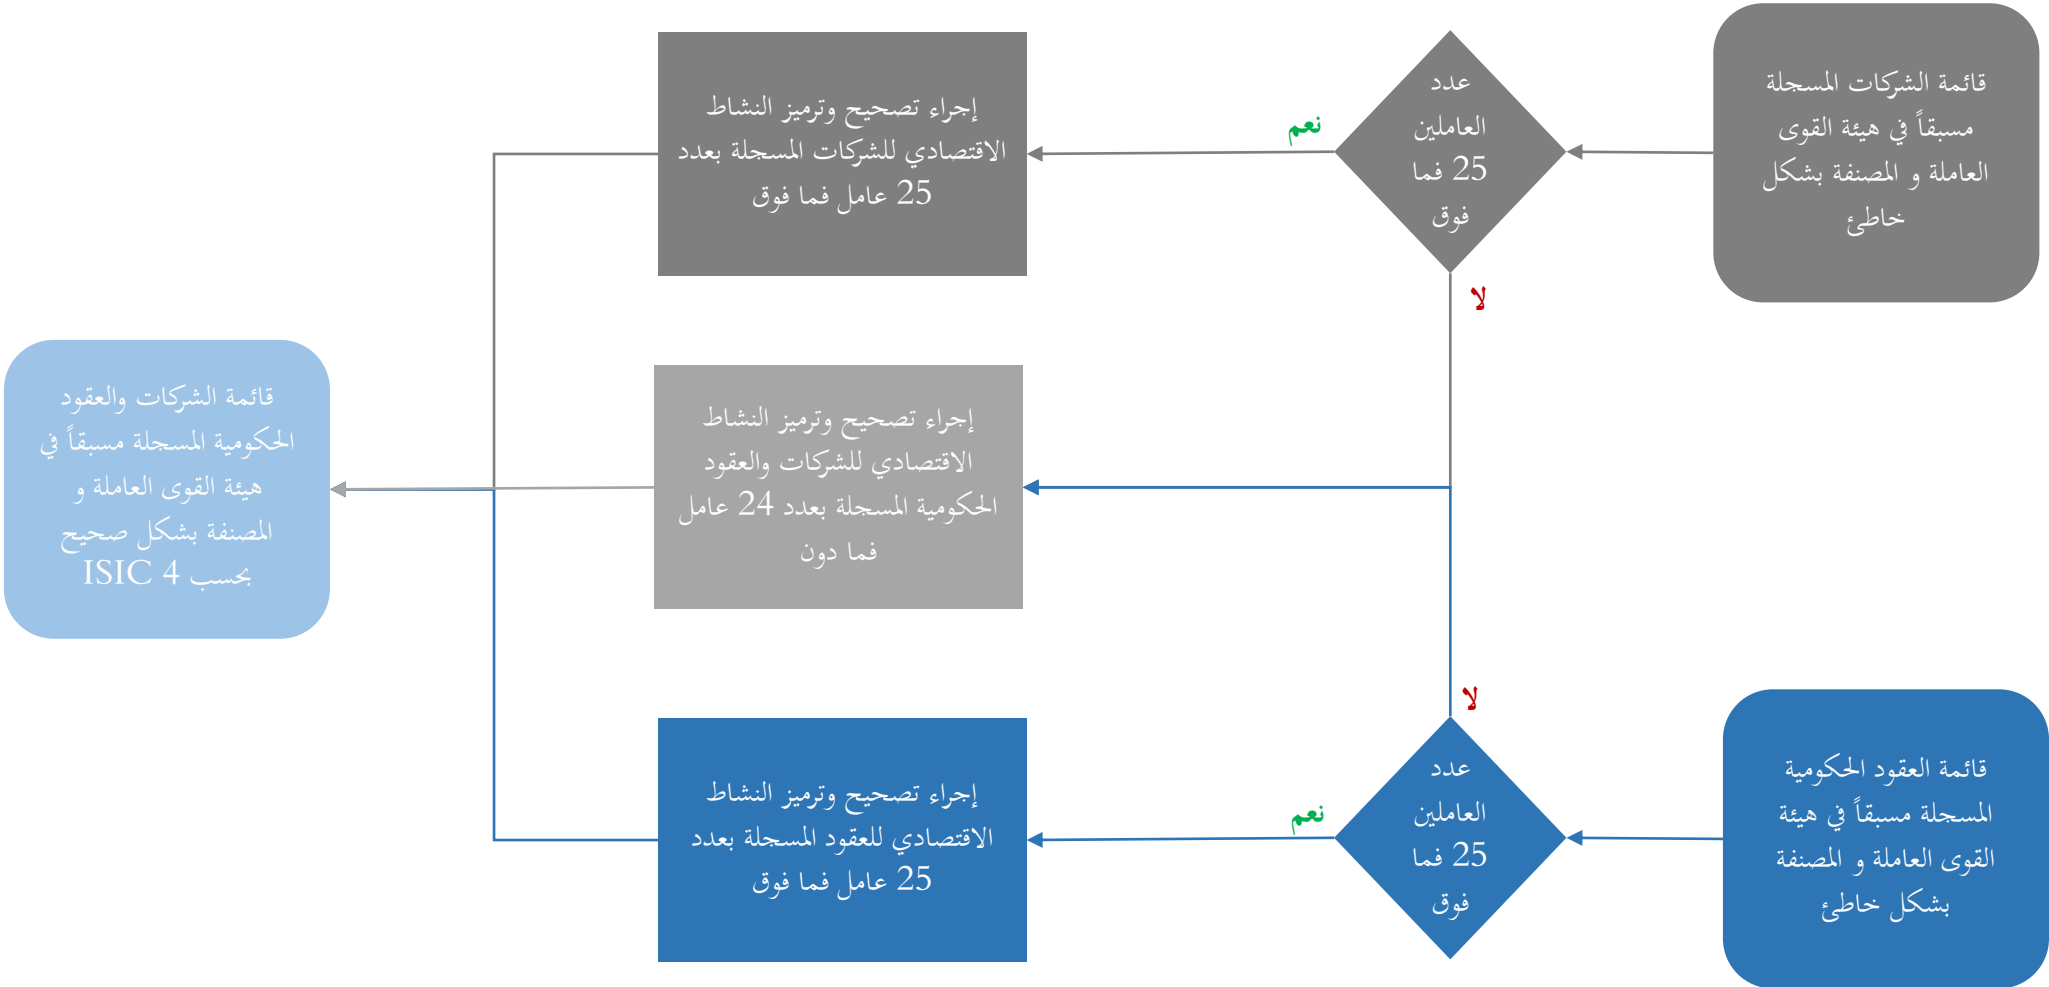 قائمة الشركات المسجلة
مسبقاً في هيئة القوى
العاملة و المصنفة بشكل
خاطئ
عدد
العاملين
25 فما
فوق
نعم
لا
إجراء تصحيح وترميز النشاط
الاقتصادي للشركات المسجلة بعدد
25 عامل فما فوق
إجراء تصحيح وترميز النشاط
الاقتصادي للشركات والعقود
الحكومية المسجلة بعدد 24 عامل
فما دون
قائمة الشركات والعقود
الحكومية المسجلة مسبقاً في
هيئة القوى العاملة و
المصنفة بشكل صحيح
بحسب ISIC 4
قائمة العقود الحكومية
المسجلة مسبقاً في هيئة
القوى العاملة و المصنفة
بشكل خاطئ
لا
عدد
العاملين
25 فما
فوق
نعم
إجراء تصحيح وترميز النشاط
الاقتصادي للعقود المسجلة بعدد
25 عامل فما فوق